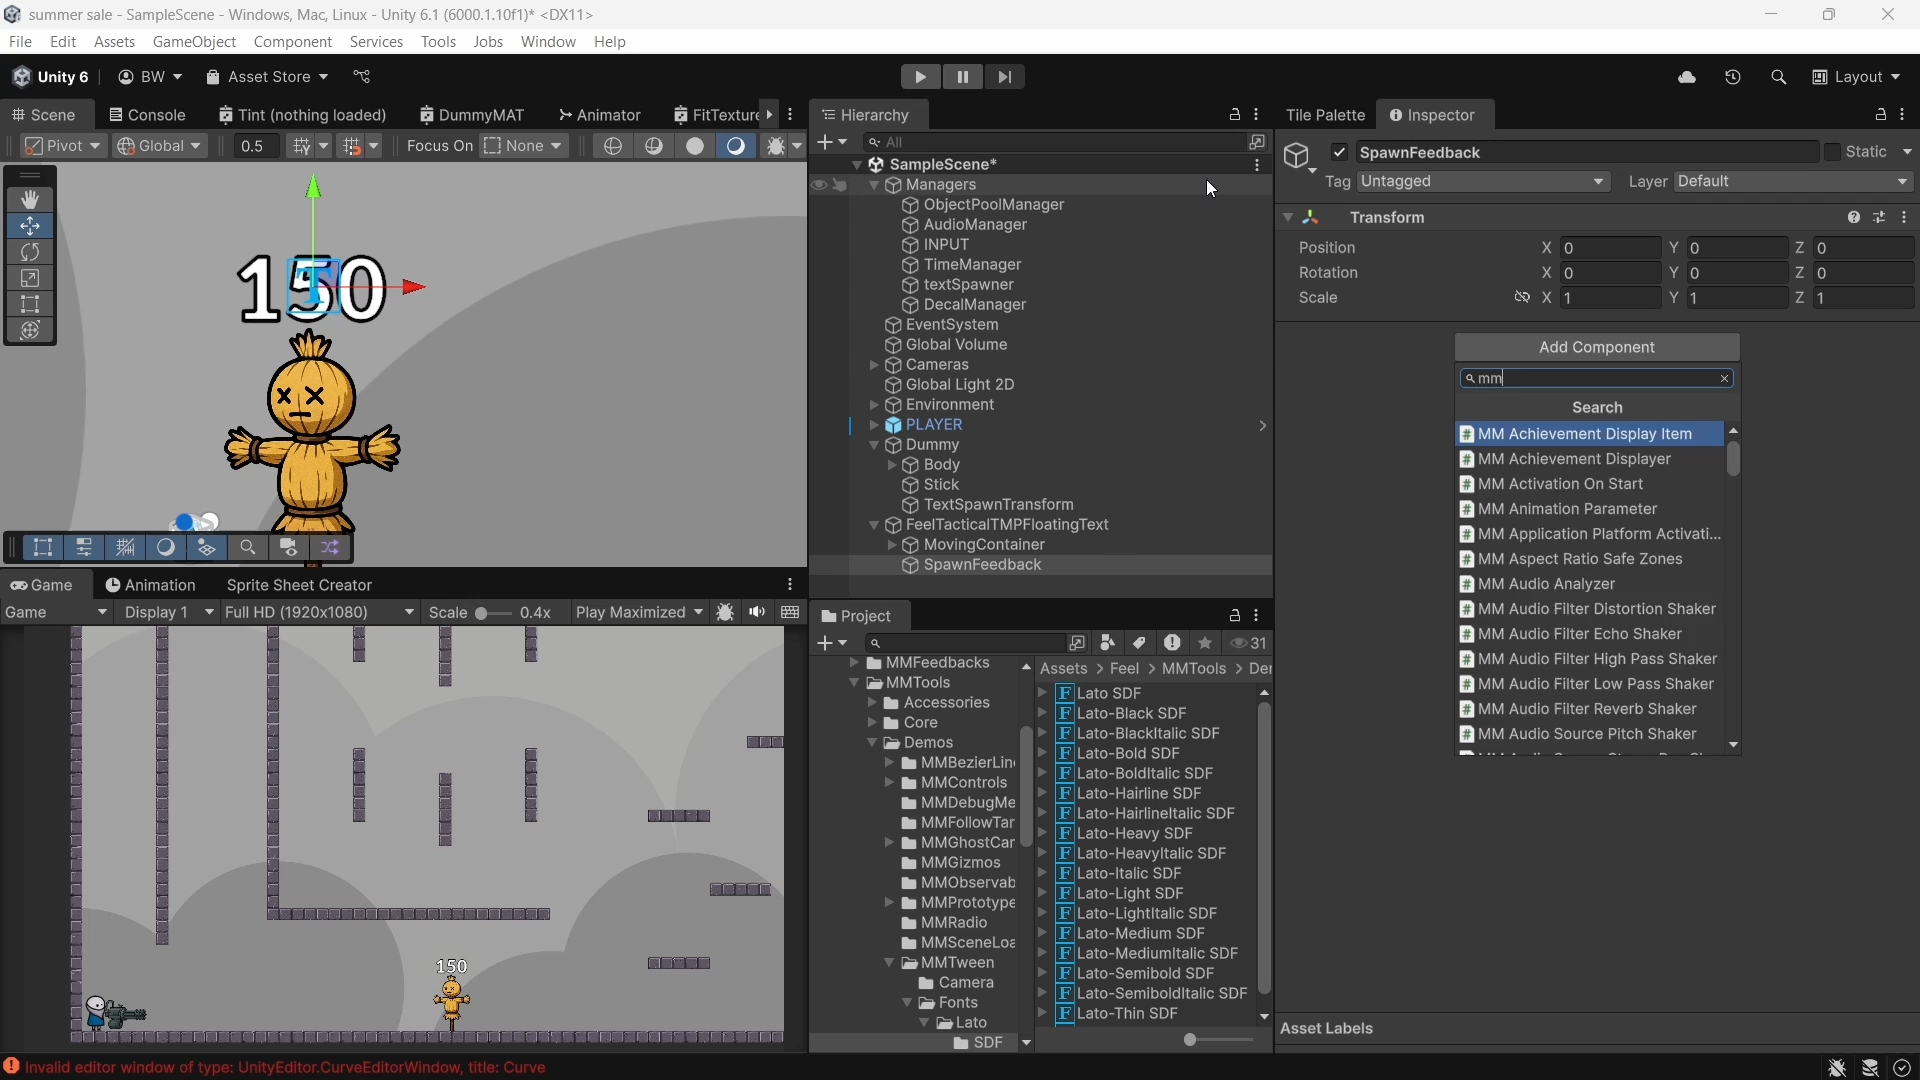 summer sale - SampleScene - Windows, Mac, Linux - Unity 6.1 (6000.1.10f1)* <DX11>
File Edit Assets GameObject Component Services Tools Jobs Window Help
Unity 6 BW Asset Store Layout
Scene Console Tint (nothing loaded) DummyMAT Animator FitTexture
Pivot Global 0.5 Focus On None
150
Game Animation Sprite Sheet Creator
Game Display 1 Full HD (1920x1080) Scale 0.4x Play Maximized
150
Hierarchy
All
SampleScene*
Managers
ObjectPoolManager
AudioManager
INPUT
TimeManager
textSpawner
DecalManager
EventSystem
Global Volume
Cameras
Global Light 2D
Environment
PLAYER
Dummy
Body
Stick
TextSpawnTransform
FeelTacticalTMPFloatingText
MovingContainer
SpawnFeedback
Project
31
MMFeedbacks
MMTools
Accessories
Core
Demos
MMBezierLin
MMControls
MMDebugMe
MMFollowTar
MMGhostCar
MMGizmos
MMObservab
MMPrototype
MMRadio
MMSceneLoa
MMTween
Camera
Fonts
Lato
SDF
Assets > Feel > MMTools > Der
Lato SDF
Lato-Black SDF
Lato-BlackItalic SDF
Lato-Bold SDF
Lato-BoldItalic SDF
Lato-Hairline SDF
Lato-HairlineItalic SDF
Lato-Heavy SDF
Lato-HeavyItalic SDF
Lato-Italic SDF
Lato-Light SDF
Lato-LightItalic SDF
Lato-Medium SDF
Lato-MediumItalic SDF
Lato-Semibold SDF
Lato-SemiboldItalic SDF
Lato-Thin SDF
Tile Palette Inspector
SpawnFeedback Static
Tag Untagged Layer Default
Transform
Position X 0 Y 0 Z 0
Rotation X 0 Y 0 Z 0
Scale X 1 Y 1 Z 1
Add Component
mm
Search
MM Achievement Display Item
MM Achievement Displayer
MM Activation On Start
MM Animation Parameter
MM Application Platform Activati...
MM Aspect Ratio Safe Zones
MM Audio Analyzer
MM Audio Filter Distortion Shaker
MM Audio Filter Echo Shaker
MM Audio Filter High Pass Shaker
MM Audio Filter Low Pass Shaker
MM Audio Filter Reverb Shaker
MM Audio Source Pitch Shaker
Asset Labels
Invalid editor window of type: UnityEditor.CurveEditorWindow, title: Curve